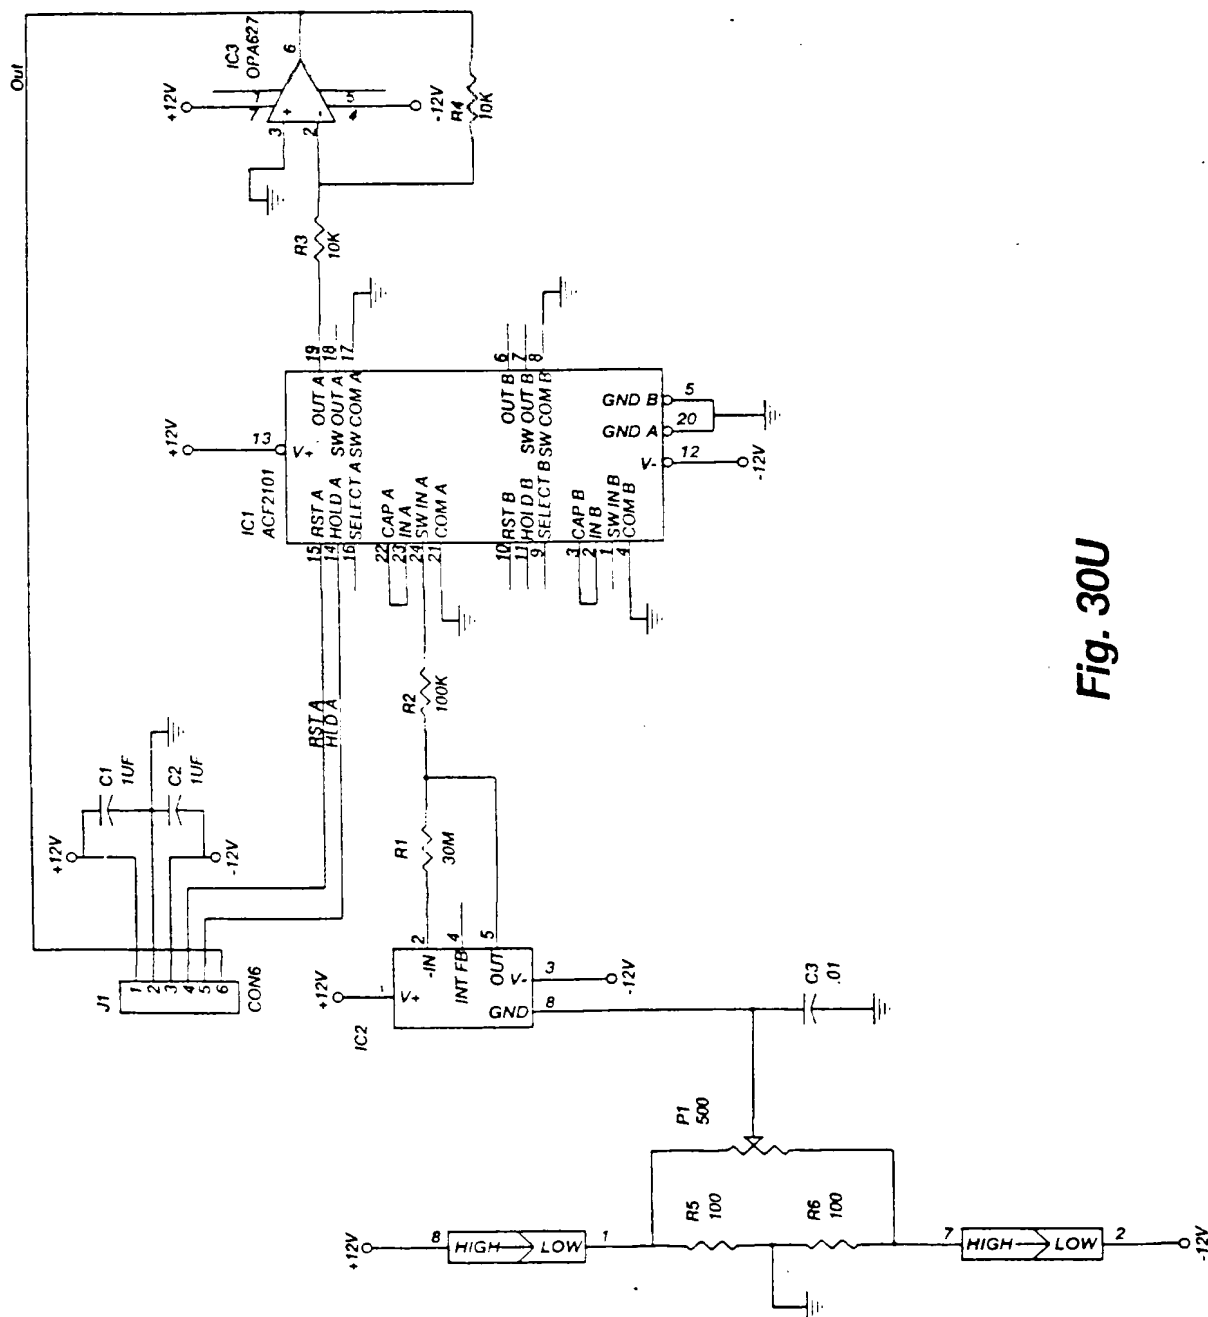 Out
IC3
OPA627
+12V
7
1
6
3
+
2
-
5
4
-12V
R4
10K
R3
10K
+12V
13
IC1
ACF2101
V+
19
OUT A
18
SW OUT A
17
SW COM A
15
RST A
14
HOLD A
16
SELECT A
22
CAP A
23
IN A
24
SW IN A
21
COM A
6
OUT B
7
SW OUT B
8
SW COM B
10
RST B
11
HOLD B
9
SELECT B
3
CAP B
2
IN B
1
SW IN B
4
COM B
GND B
5
GND A
20
V-
12
-12V
R2
100K
RST A
HLD A
C1
1UF
C2
1UF
+12V
-12V
R1
30M
J1
1
2
3
4
5
6
CON6
+12V
1
IC2
V+
2
-IN
4
INT FB
5
OUT
V-
3
-12V
GND
8
C3
.01
P1
500
R5
100
R6
100
+12V
8
HIGH
LOW
1
7
HIGH
LOW
2
-12V
Fig. 30U